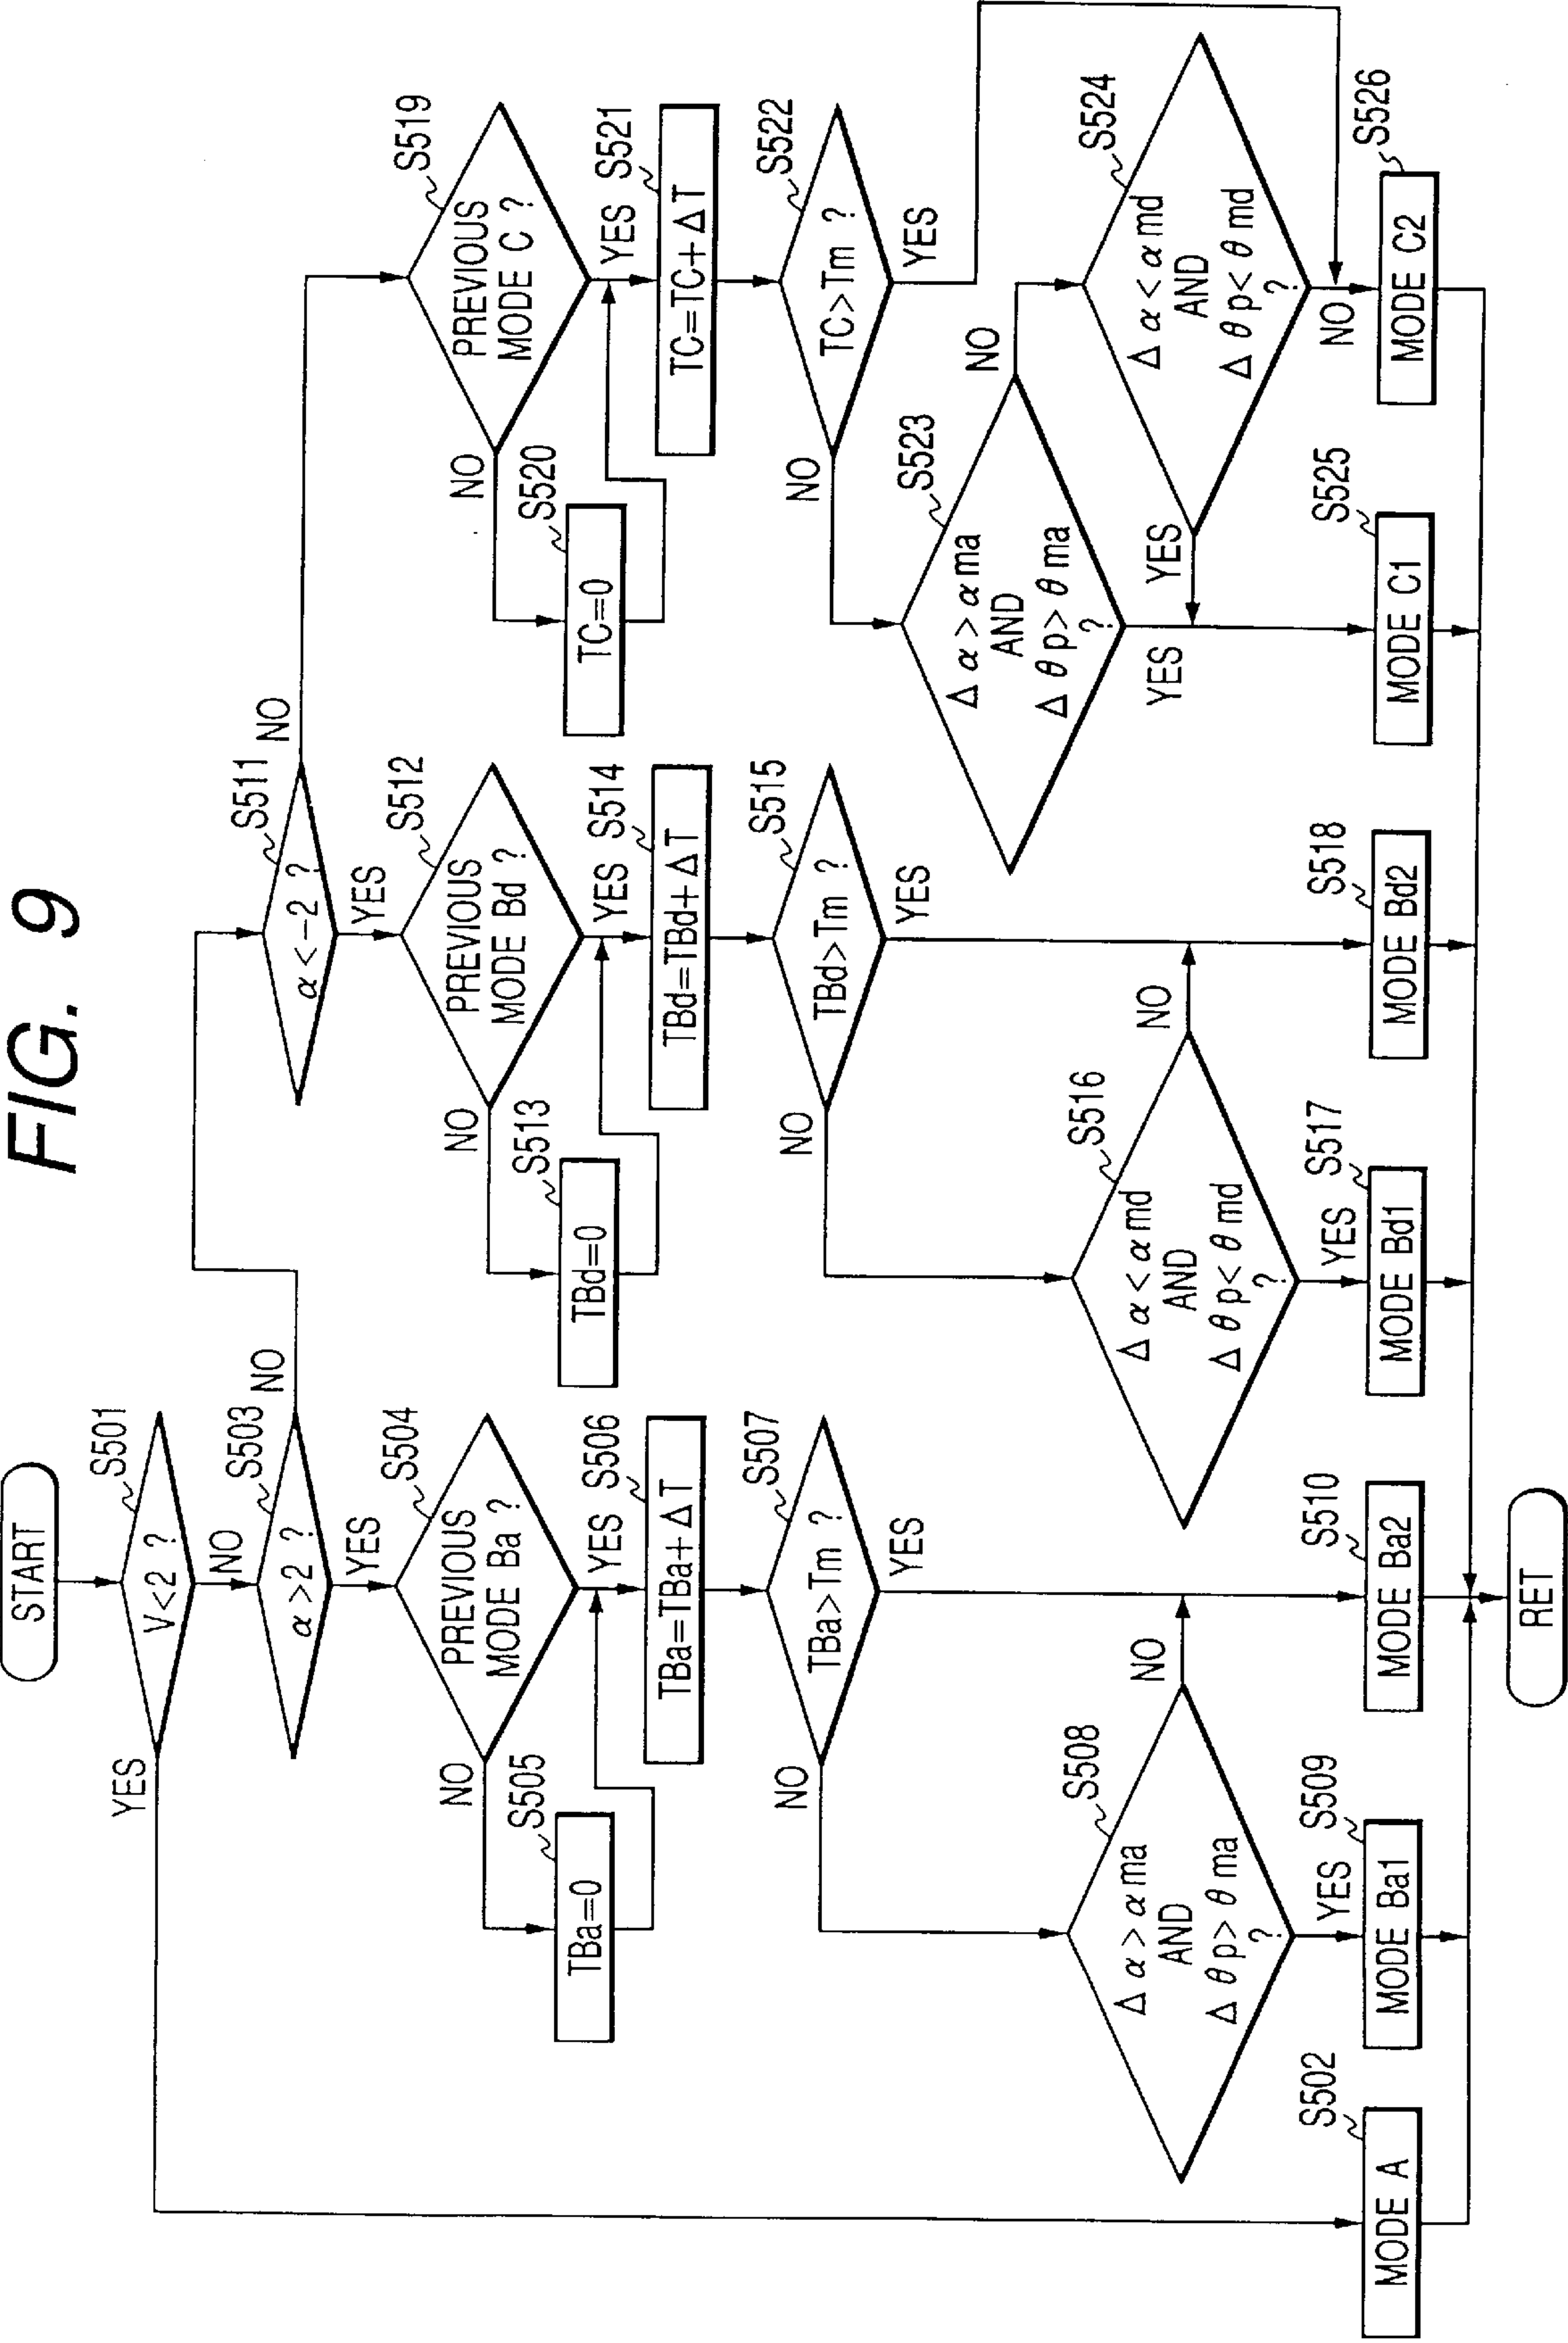 FIG. 9
START
S501
V<2 ?
YES
NO
S503
α>2 ?
NO
YES
S504
PREVIOUS
MODE Ba ?
NO
YES
S505
TBa=0
S506
TBa=TBa+ΔT
S507
TBa>Tm ?
NO
YES
S508
Δα>αma
AND
Δθp>θma
?
NO
YES
S502
MODE A
S509
MODE Ba1
S510
MODE Ba2
S511
α<-2 ?
NO
YES
S512
PREVIOUS
MODE Bd ?
NO
YES
S513
TBd=0
S514
TBd=TBd+ΔT
S515
TBd>Tm ?
NO
YES
S516
Δα<αmd
AND
Δθp<θmd
?
NO
YES
S517
MODE Bd1
S518
MODE Bd2
S519
PREVIOUS
MODE C ?
NO
YES
S520
TC=0
S521
TC=TC+ΔT
S522
TC>Tm ?
NO
YES
S523
Δα>αma
AND
Δθp>θma
?
NO
YES
S524
Δα<αmd
AND
Δθp<θmd
?
YES
NO
S525
MODE C1
S526
MODE C2
RET